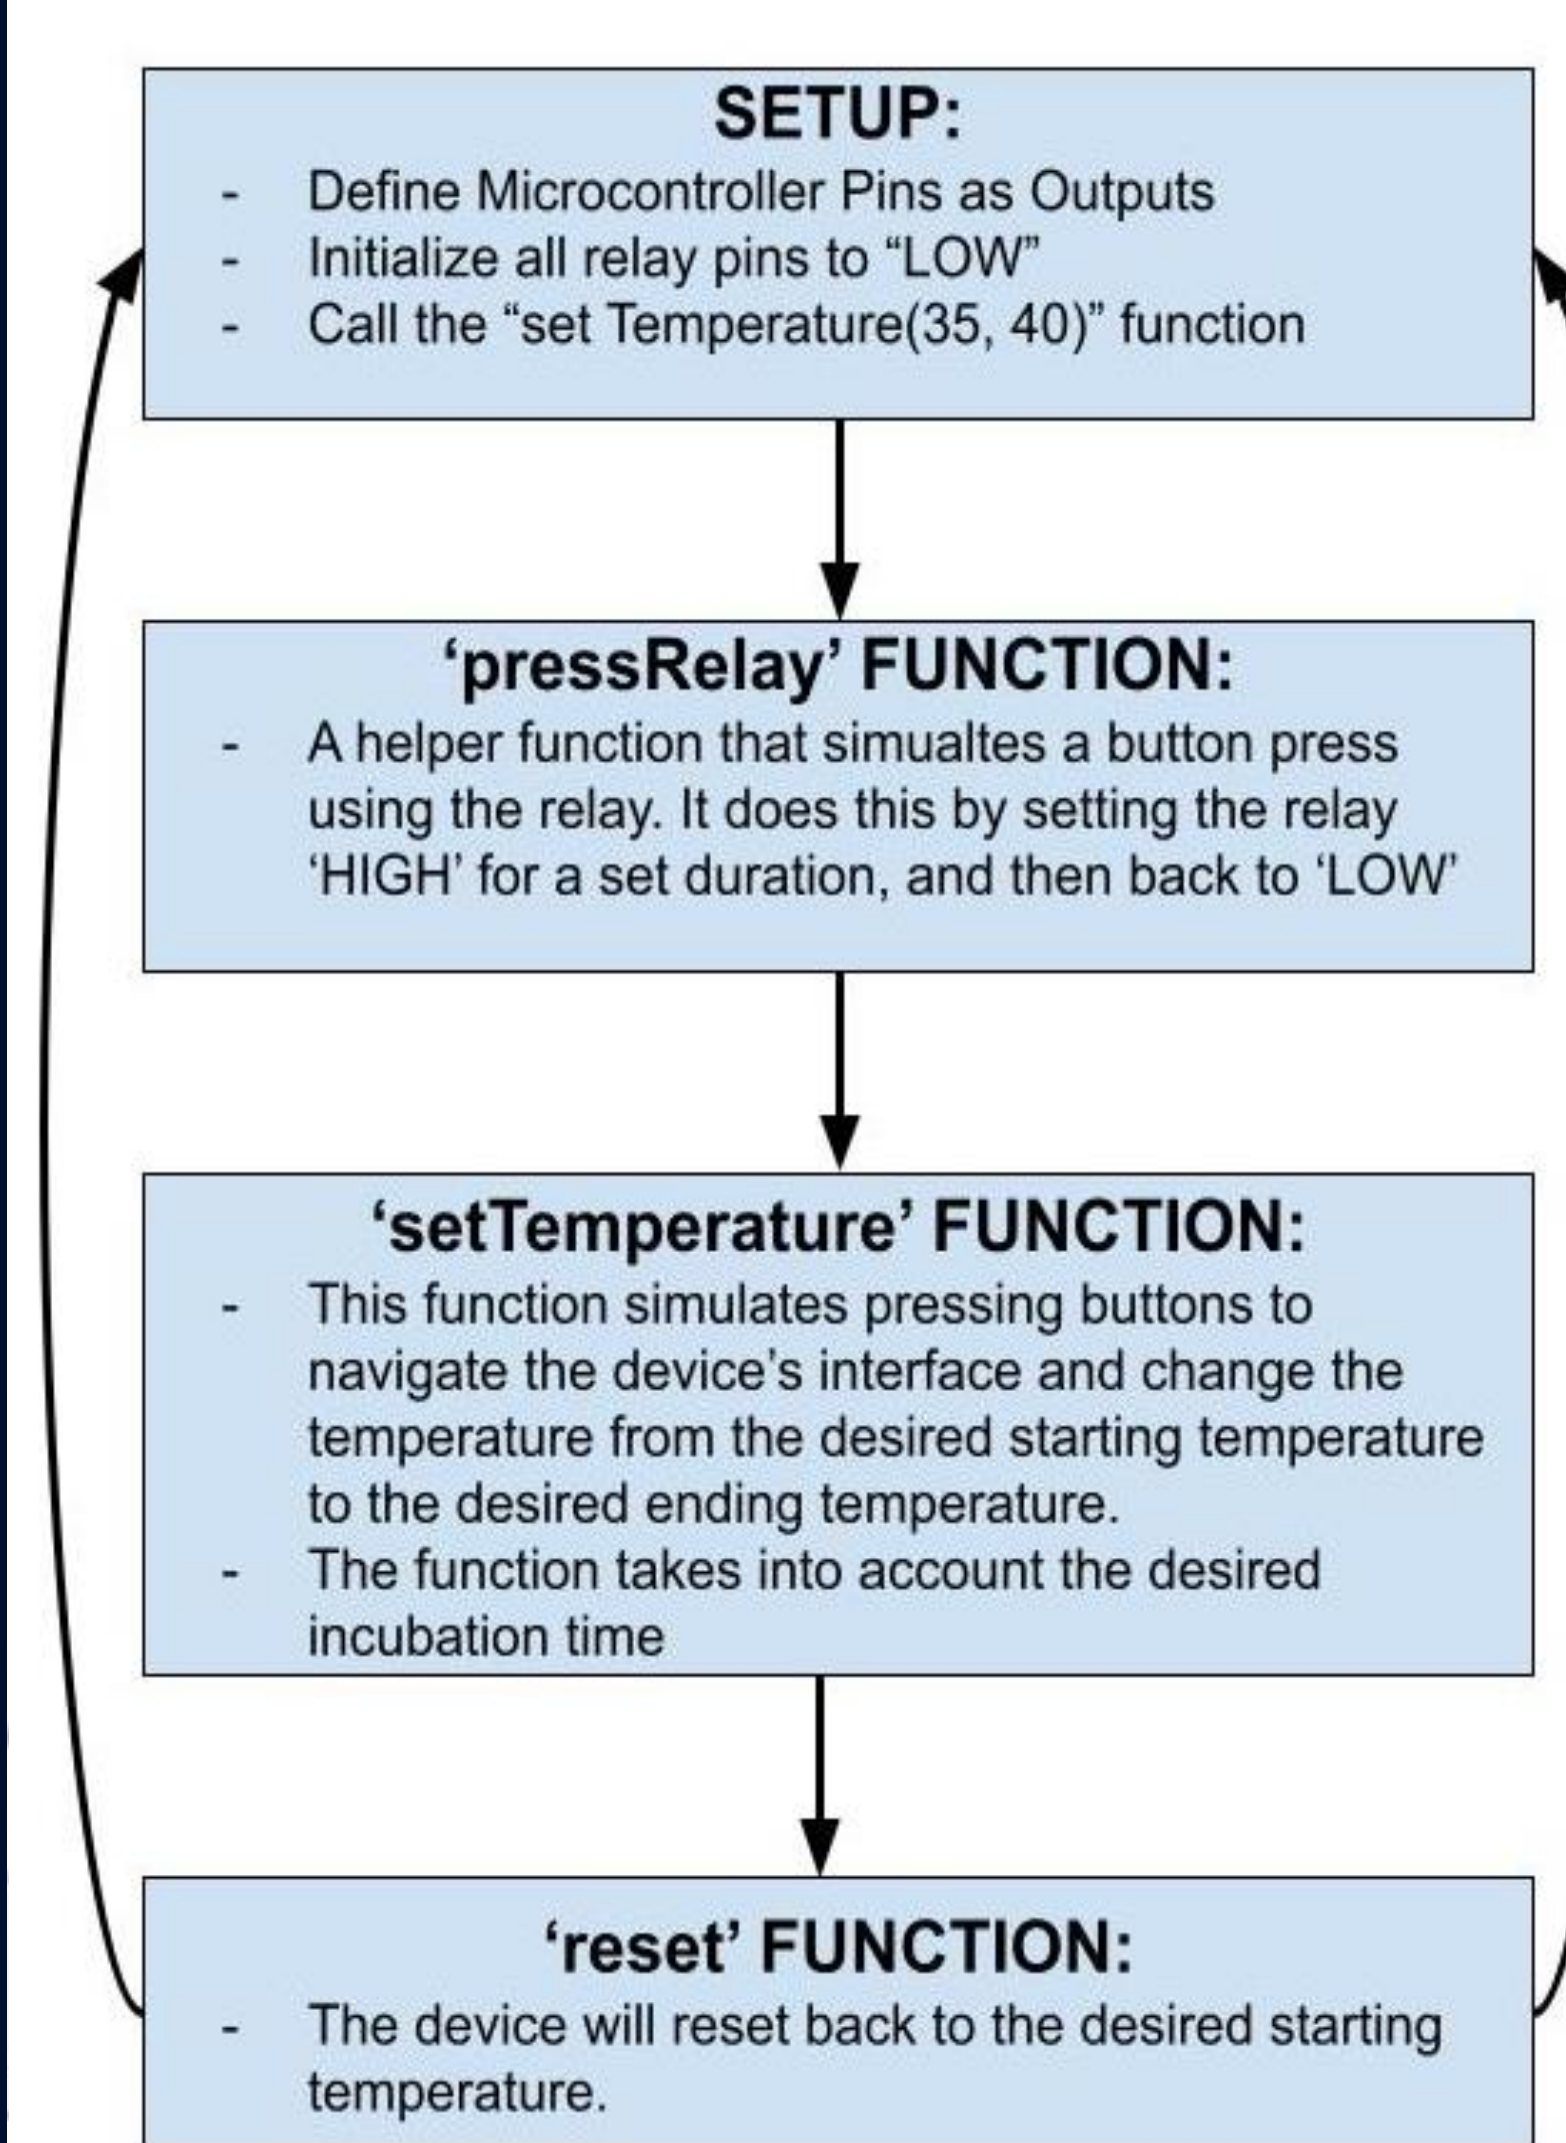 SETUP:
- Define Microcontroller Pins as Outputs
- Initialize all relay pins to “LOW”
- Call the “set Temperature(35, 40)” function
‘pressRelay’ FUNCTION:
- A helper function that simualtes a button press
using the relay. It does this by setting the relay
‘HIGH’ for a set duration, and then back to ‘LOW’
‘setTemperature’ FUNCTION:
- This function simulates pressing buttons to
navigate the device’s interface and change the
temperature from the desired starting temperature
to the desired ending temperature.
- The function takes into account the desired
incubation time
‘reset’ FUNCTION:
- The device will reset back to the desired starting
temperature.